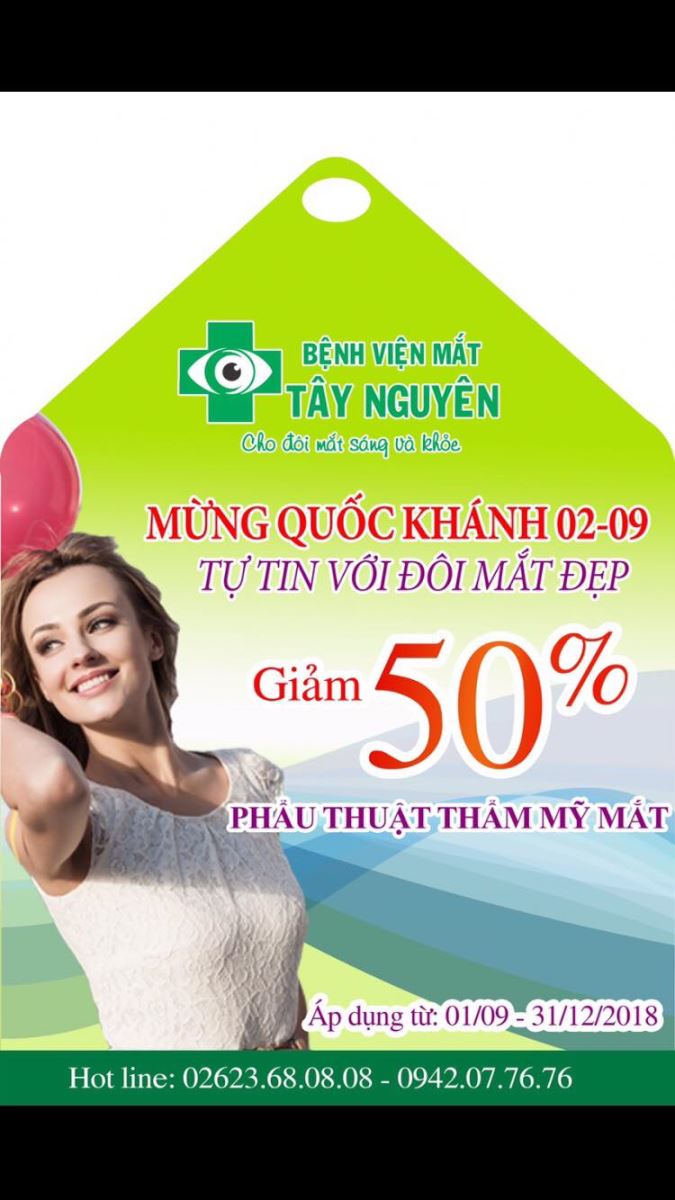 BỆNH VIỆN MẮT
TÂY NGUYÊN
Cho đôi mắt sáng và khỏe
MỪNG QUỐC KHÁNH 02-09
TỰ TIN VỚI ĐÔI MẮT ĐẸP
Giảm 50%
PHẨU THUẬT THẨM MỸ MẮT
Áp dụng từ: 01/09 - 31/12/2018
Hot line: 02623.68.08.08 - 0942.07.76.76